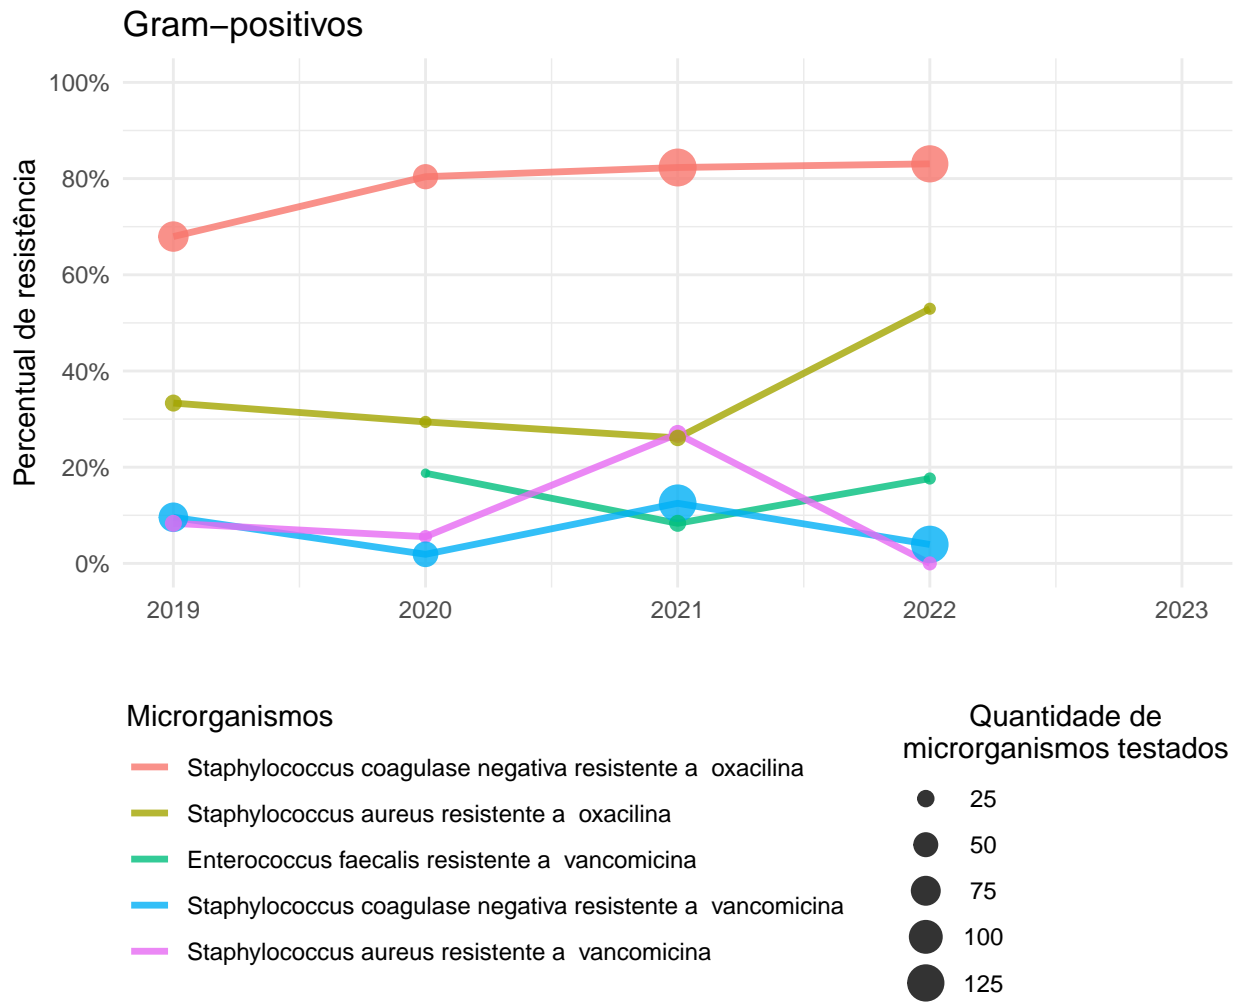 Gram−positivos
Percentual de resistência
100%
80%
60%
40%
20%
0%
2019 2020 2021 2022 2023
Microrganismos
Staphylococcus coagulase negativa resistente a  oxacilina
Staphylococcus aureus resistente a  oxacilina
Enterococcus faecalis resistente a  vancomicina
Staphylococcus coagulase negativa resistente a  vancomicina
Staphylococcus aureus resistente a  vancomicina
Quantidade de
microrganismos testados
25
50
75
100
125